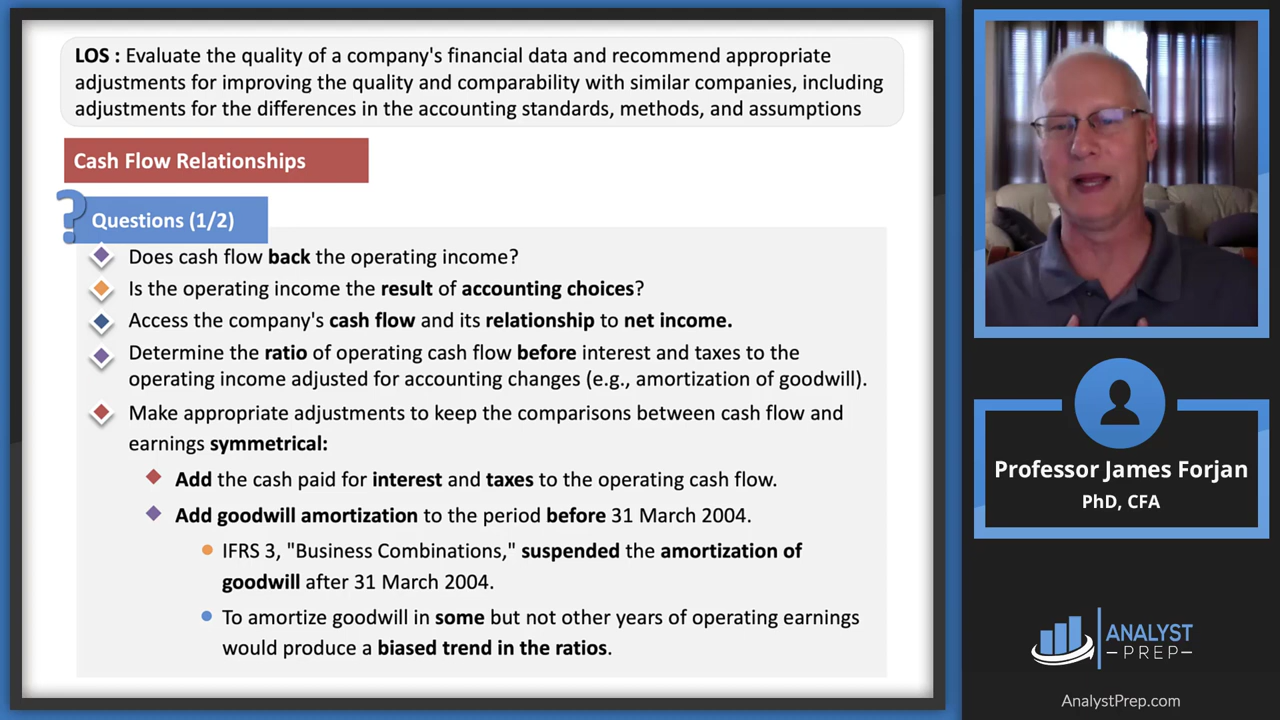 LOS : Evaluate the quality of a company's financial data and recommend appropriate
adjustments for improving the quality and comparability with similar companies, including
adjustments for the differences in the accounting standards, methods, and assumptions
Cash Flow Relationships
?
Questions (1/2)
Does cash flow back the operating income?
Is the operating income the result of accounting choices?
Access the company's cash flow and its relationship to net income.
Determine the ratio of operating cash flow before interest and taxes to the
operating income adjusted for accounting changes (e.g., amortization of goodwill).
Make appropriate adjustments to keep the comparisons between cash flow and
earnings symmetrical:
Add the cash paid for interest and taxes to the operating cash flow.
Add goodwill amortization to the period before 31 March 2004.
IFRS 3, "Business Combinations," suspended the amortization of
goodwill after 31 March 2004.
To amortize goodwill in some but not other years of operating earnings
would produce a biased trend in the ratios.
Professor James Forjan
PhD, CFA
ANALYST
PREP
AnalystPrep.com